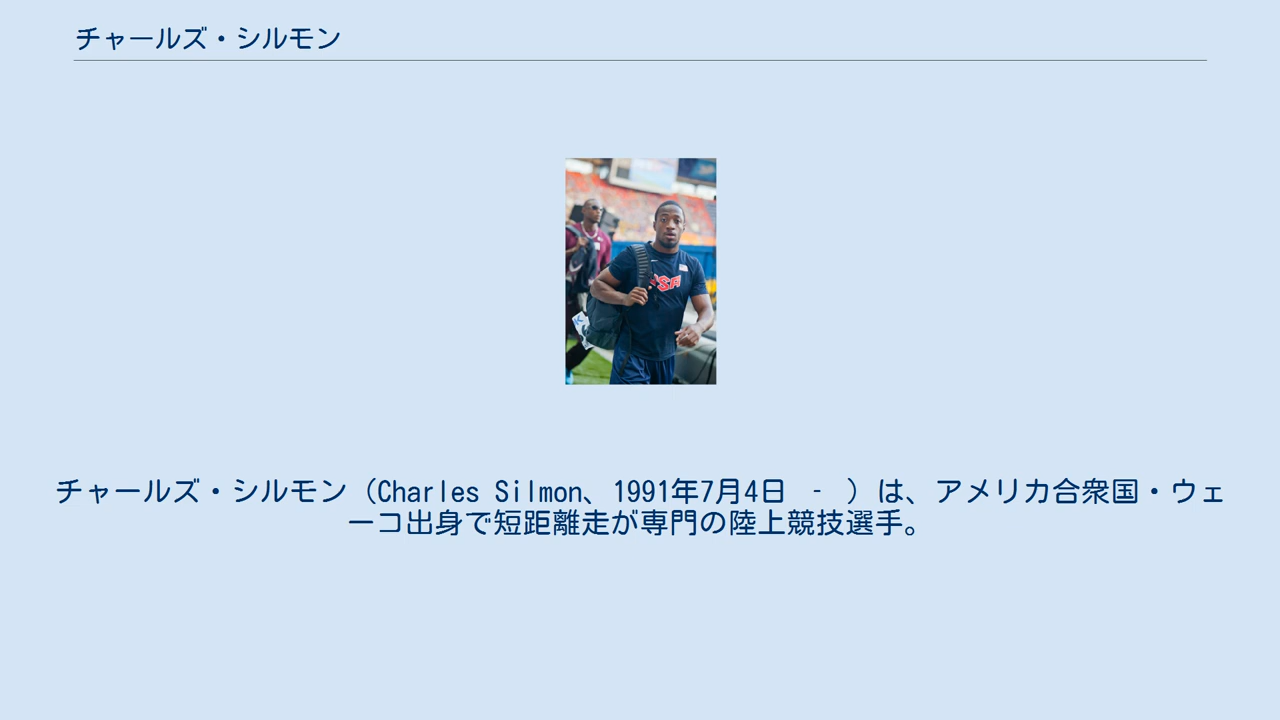 チャールズ・シルモン
USA
チャールズ・シルモン（Charles Silmon、1991年7月4日 - ）は、アメリカ合衆国・ウェ
ーコ出身で短距離走が専門の陸上競技選手。